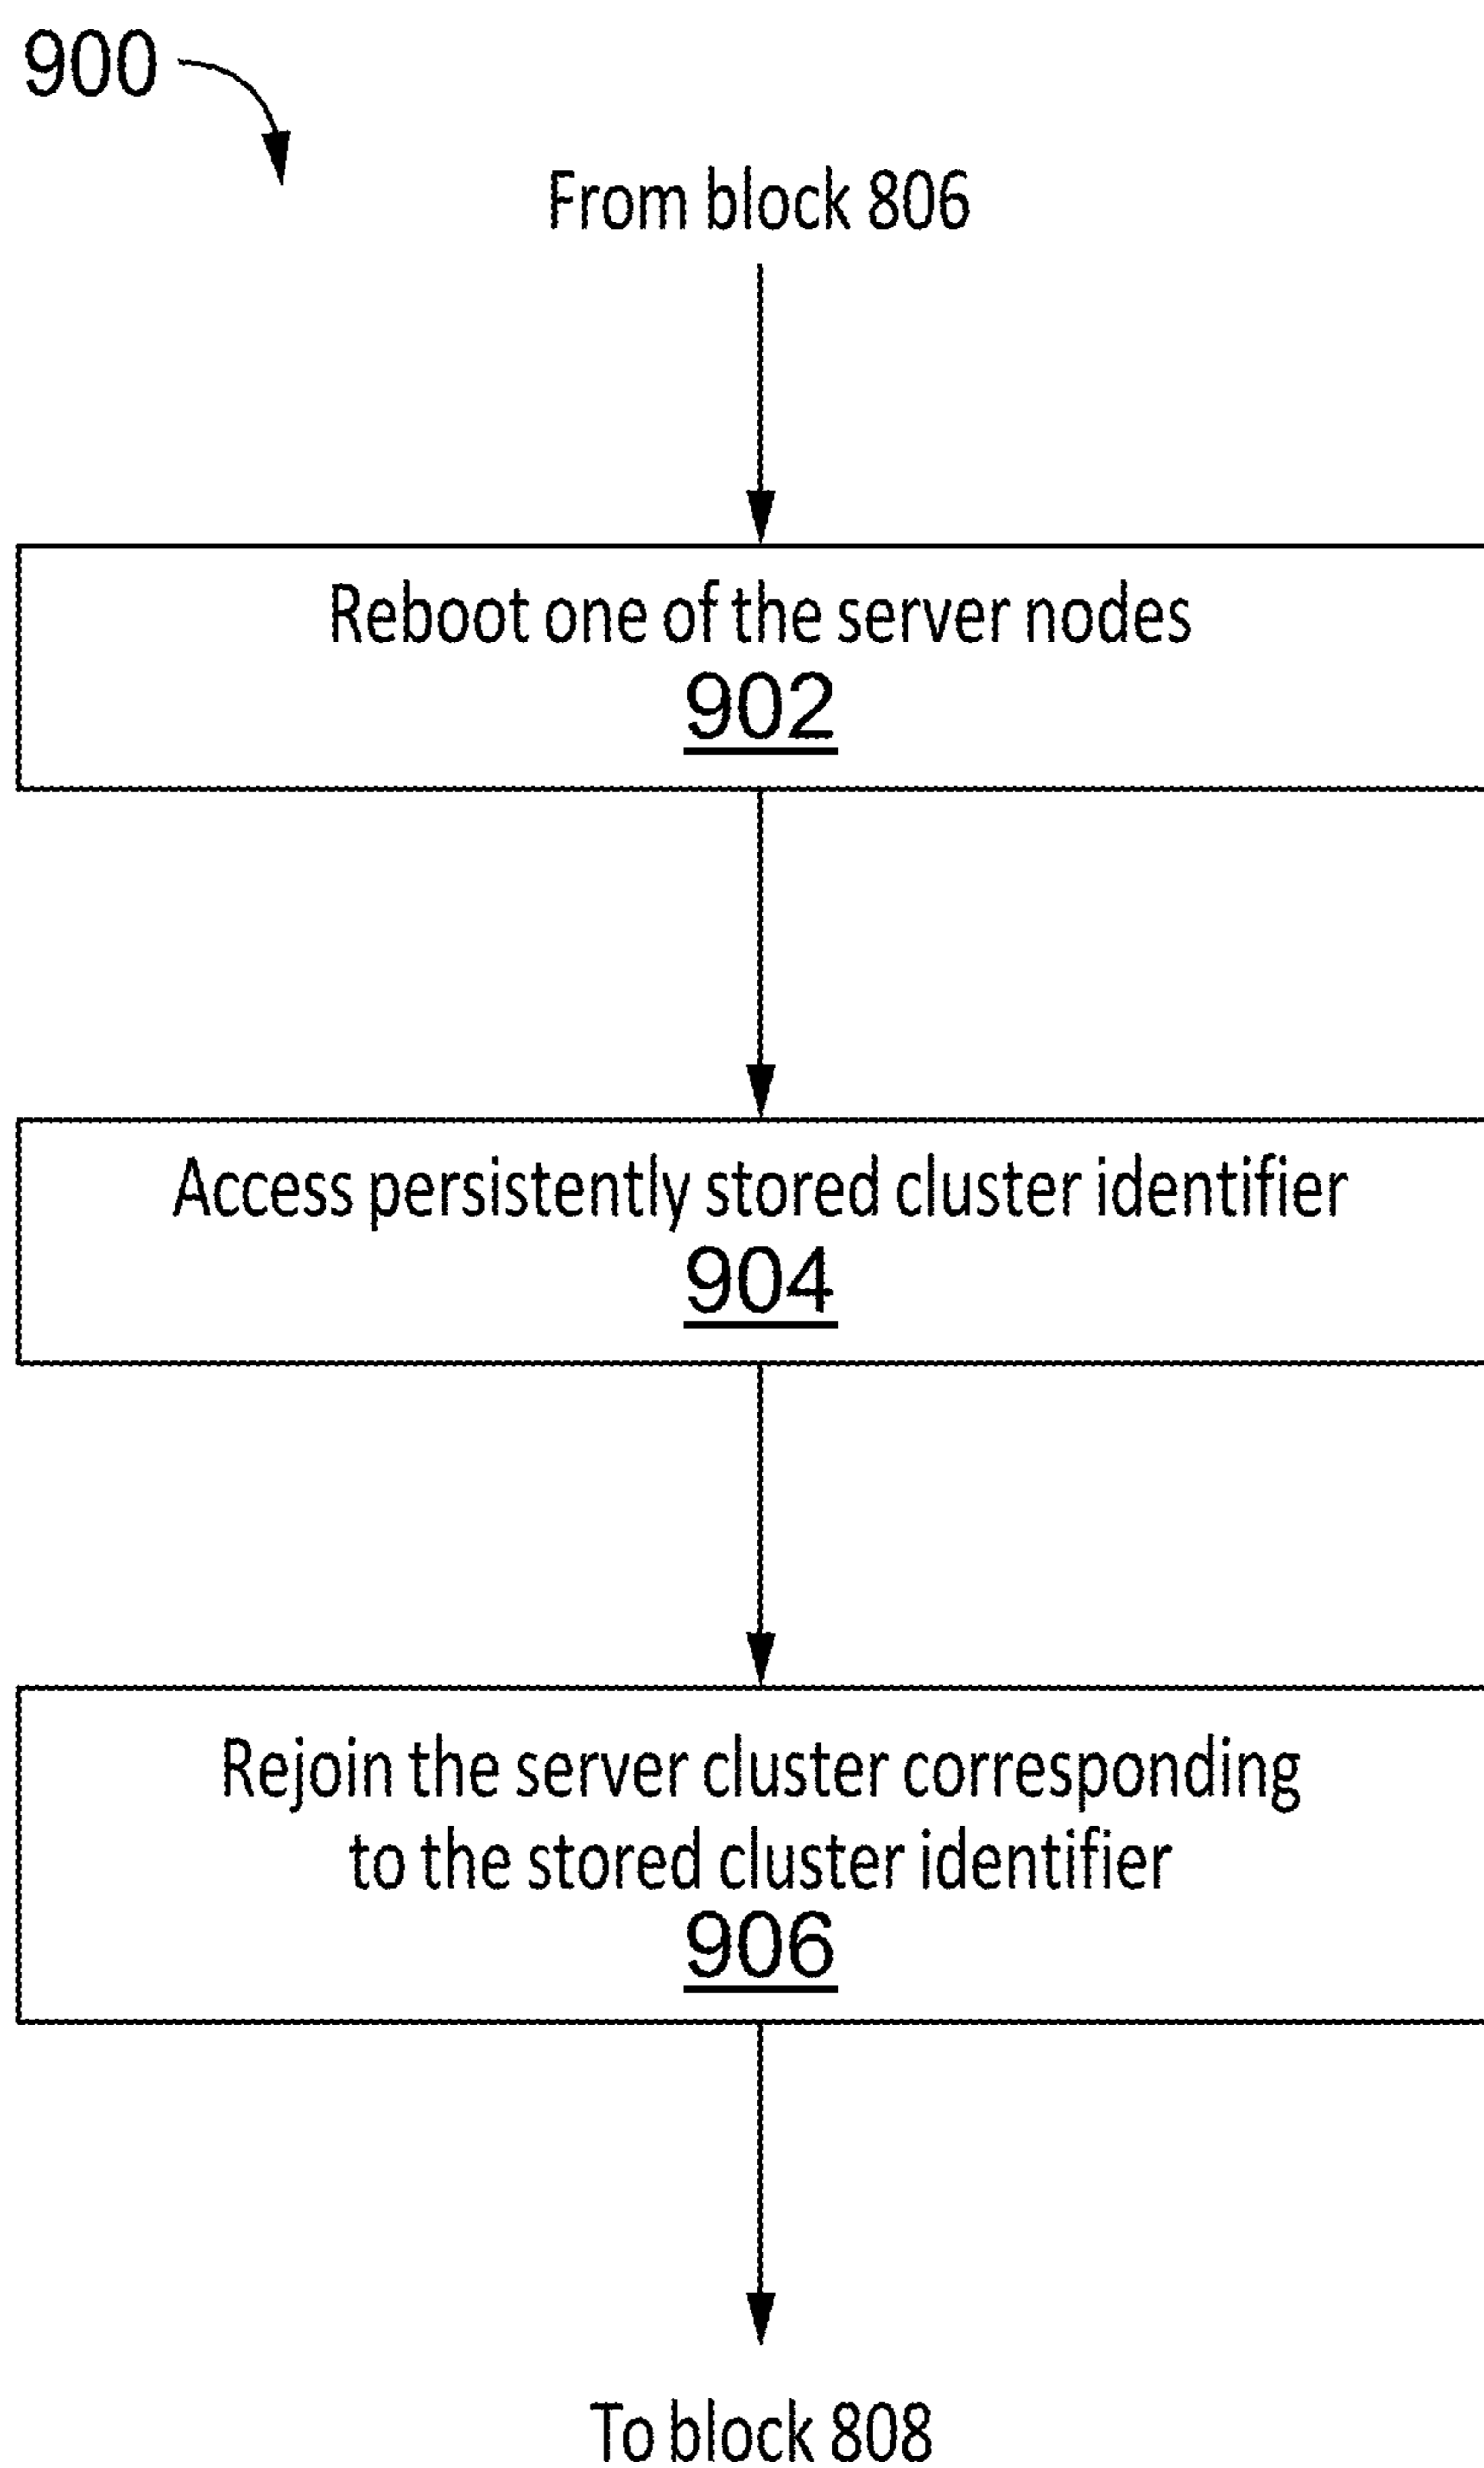 900
From block 806
Reboot one of the server nodes
902
Access persistently stored cluster identifier
904
Rejoin the server cluster corresponding
to the stored cluster identifier
906
To block 808